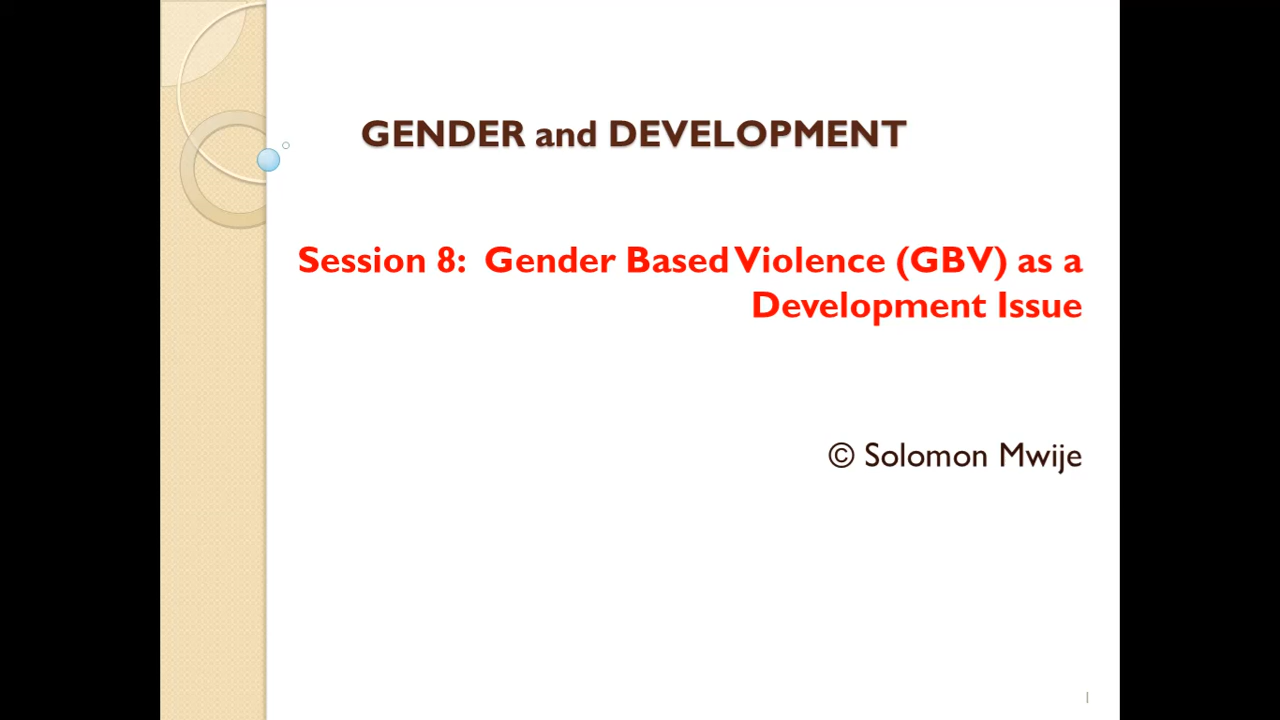 GENDER and DEVELOPMENT
Session 8: Gender Based Violence (GBV) as a
Development Issue
© Solomon Mwije
1